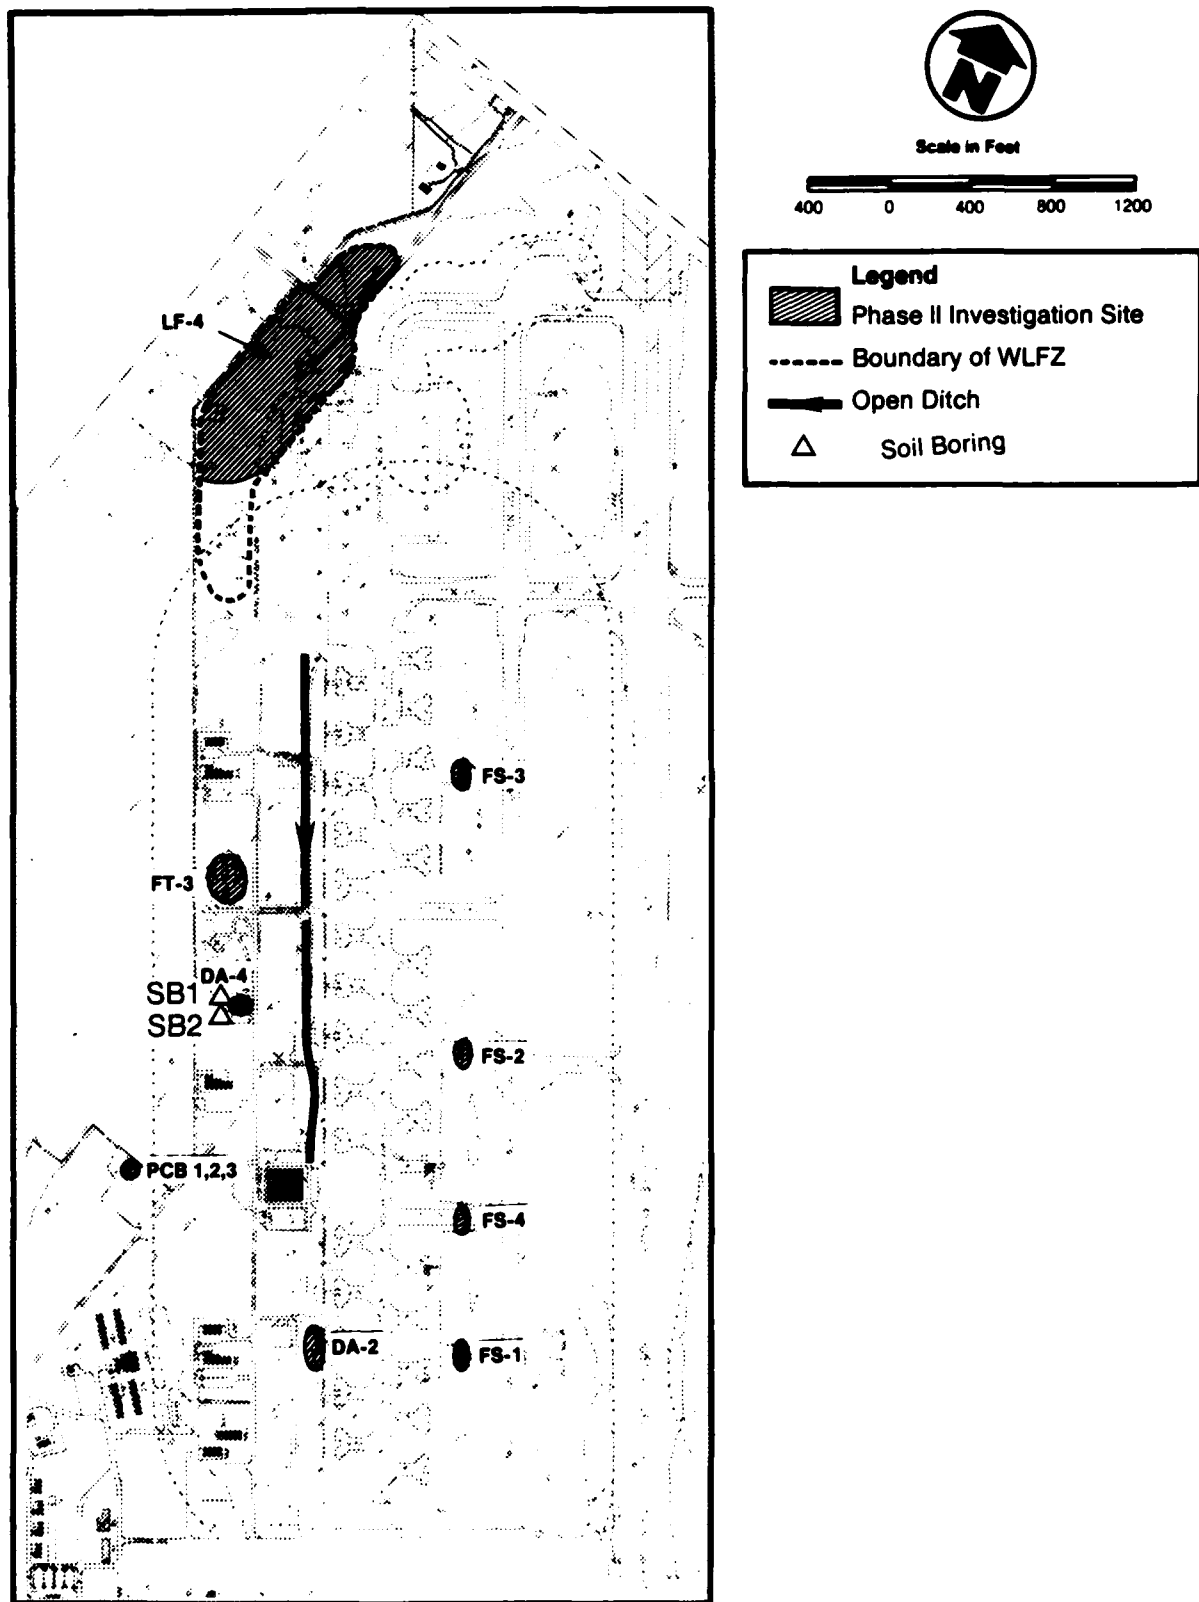 N
Scale in Feet
400 0 400 800 1200
Legend
Phase II Investigation Site
Boundary of WLFZ
Open Ditch
Soil Boring
LF-4
FS-3
FT-3
DA-4
SB1
SB2
FS-2
PCB 1,2,3
FS-4
DA-2
FS-1